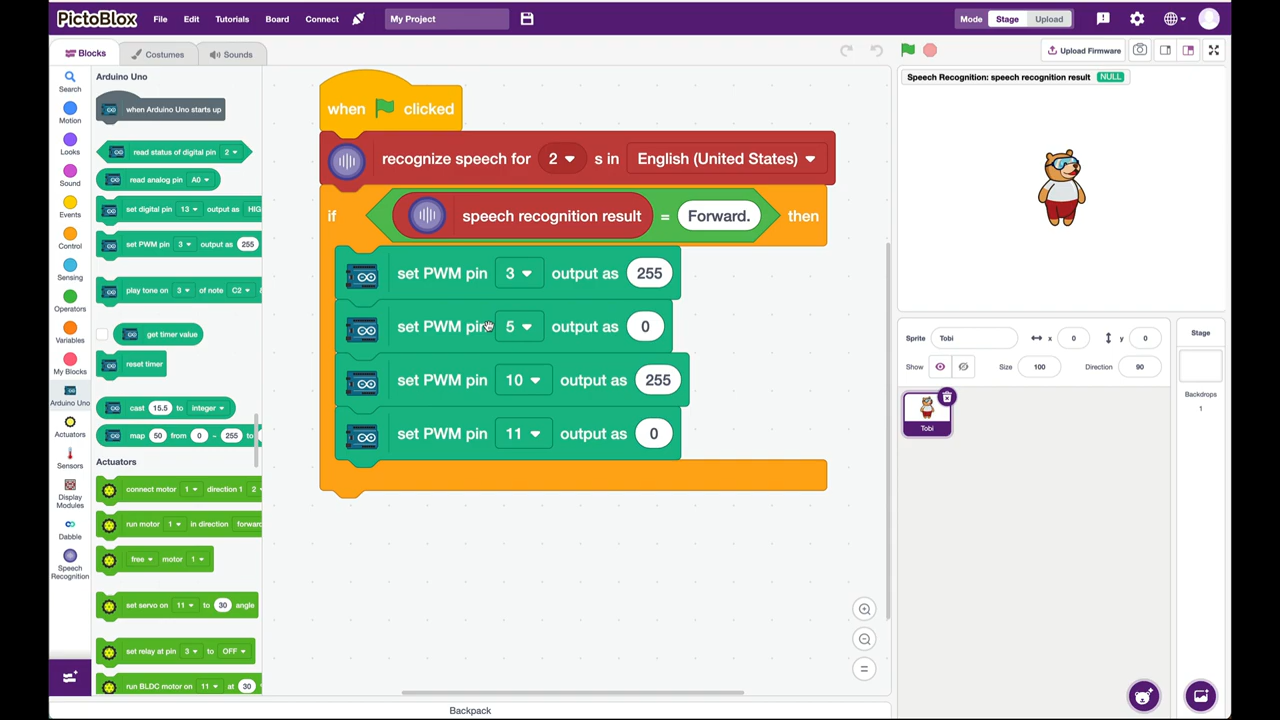 PictoBlox File Edit Tutorials Board Connect My Project Mode Stage Upload
Blocks Costumes Sounds Upload Firmware
Search
Motion
Looks
Sound
Events
Control
Sensing
Operators
Variables
My Blocks
Arduino Uno
Actuators
Sensors
Display
Modules
Dabble
Speech
Recognition
Arduino Uno
when Arduino Uno starts up
read status of digital pin 2
read analog pin A0
set digital pin 13 output as HIG
set PWM pin 3 output as 255
play tone on 3 of note C2
get timer value
reset timer
cast 15.5 to integer
map 50 from 0 - 255 to
Actuators
connect motor 1 direction 1 2
run motor 1 in direction forward
free motor 1
set servo on 11 to 30 angle
set relay at pin 3 to OFF
run BLDC motor on 11 at 30
when clicked
recognize speech for 2 s in English (United States)
if speech recognition result = Forward. then
set PWM pin 3 output as 255
set PWM pin 5 output as 0
set PWM pin 10 output as 255
set PWM pin 11 output as 0
Backpack
Speech Recognition: speech recognition result NULL
Sprite Tobi x 0 y 0
Show Size 100 Direction 90
Tobi
Stage
Backdrops
1